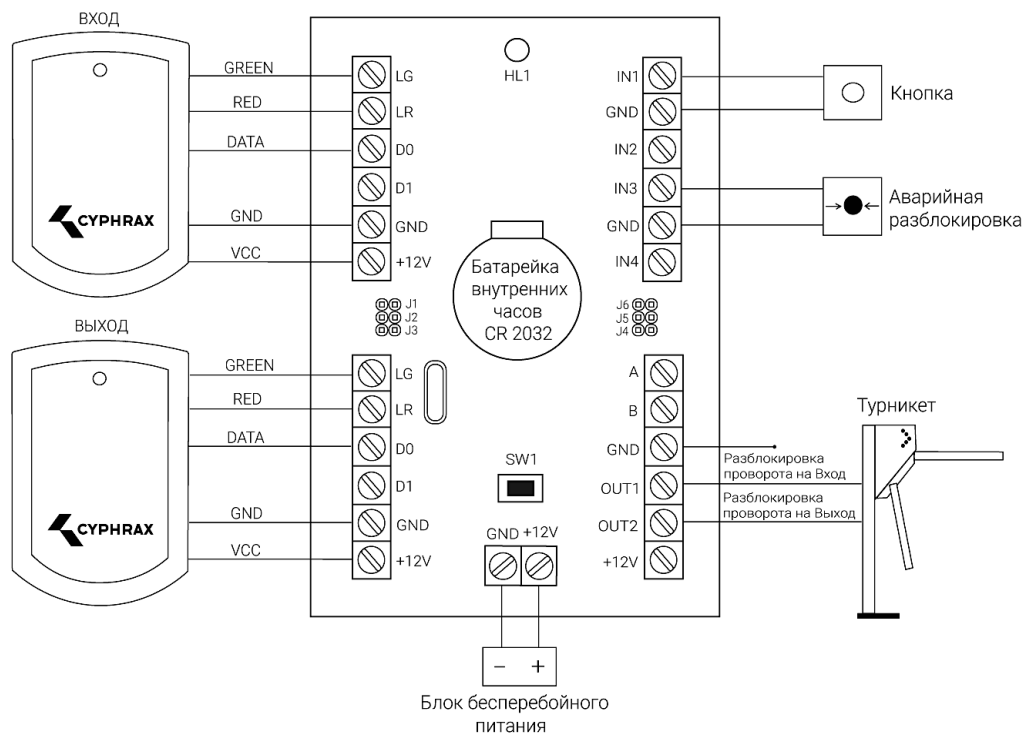 ВХОД
GREEN
RED
DATA
GND
VCC
CYPHRAX
LG
LR
D0
D1
GND
+12V
HL1
IN1
GND
IN2
IN3
GND
IN4
Кнопка
Аварийная
разблокировка
Батарейка
внутренних
часов
CR 2032
J1
J2
J3
J6
J5
J4
ВЫХОД
GREEN
RED
DATA
GND
VCC
CYPHRAX
LG
LR
D0
D1
GND
+12V
SW1
GND +12V
A
B
GND
OUT1
OUT2
+12V
Разблокировка
проворота на Вход
Разблокировка
проворота на Выход
Турникет
− +
Блок бесперебойного
питания